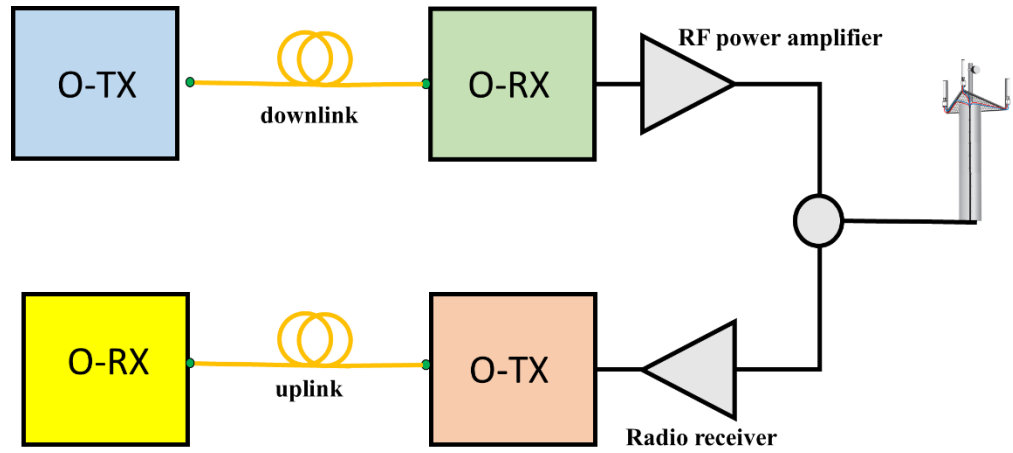 RF power amplifier
O-TX
O-RX
downlink
O-RX
O-TX
uplink
Radio receiver